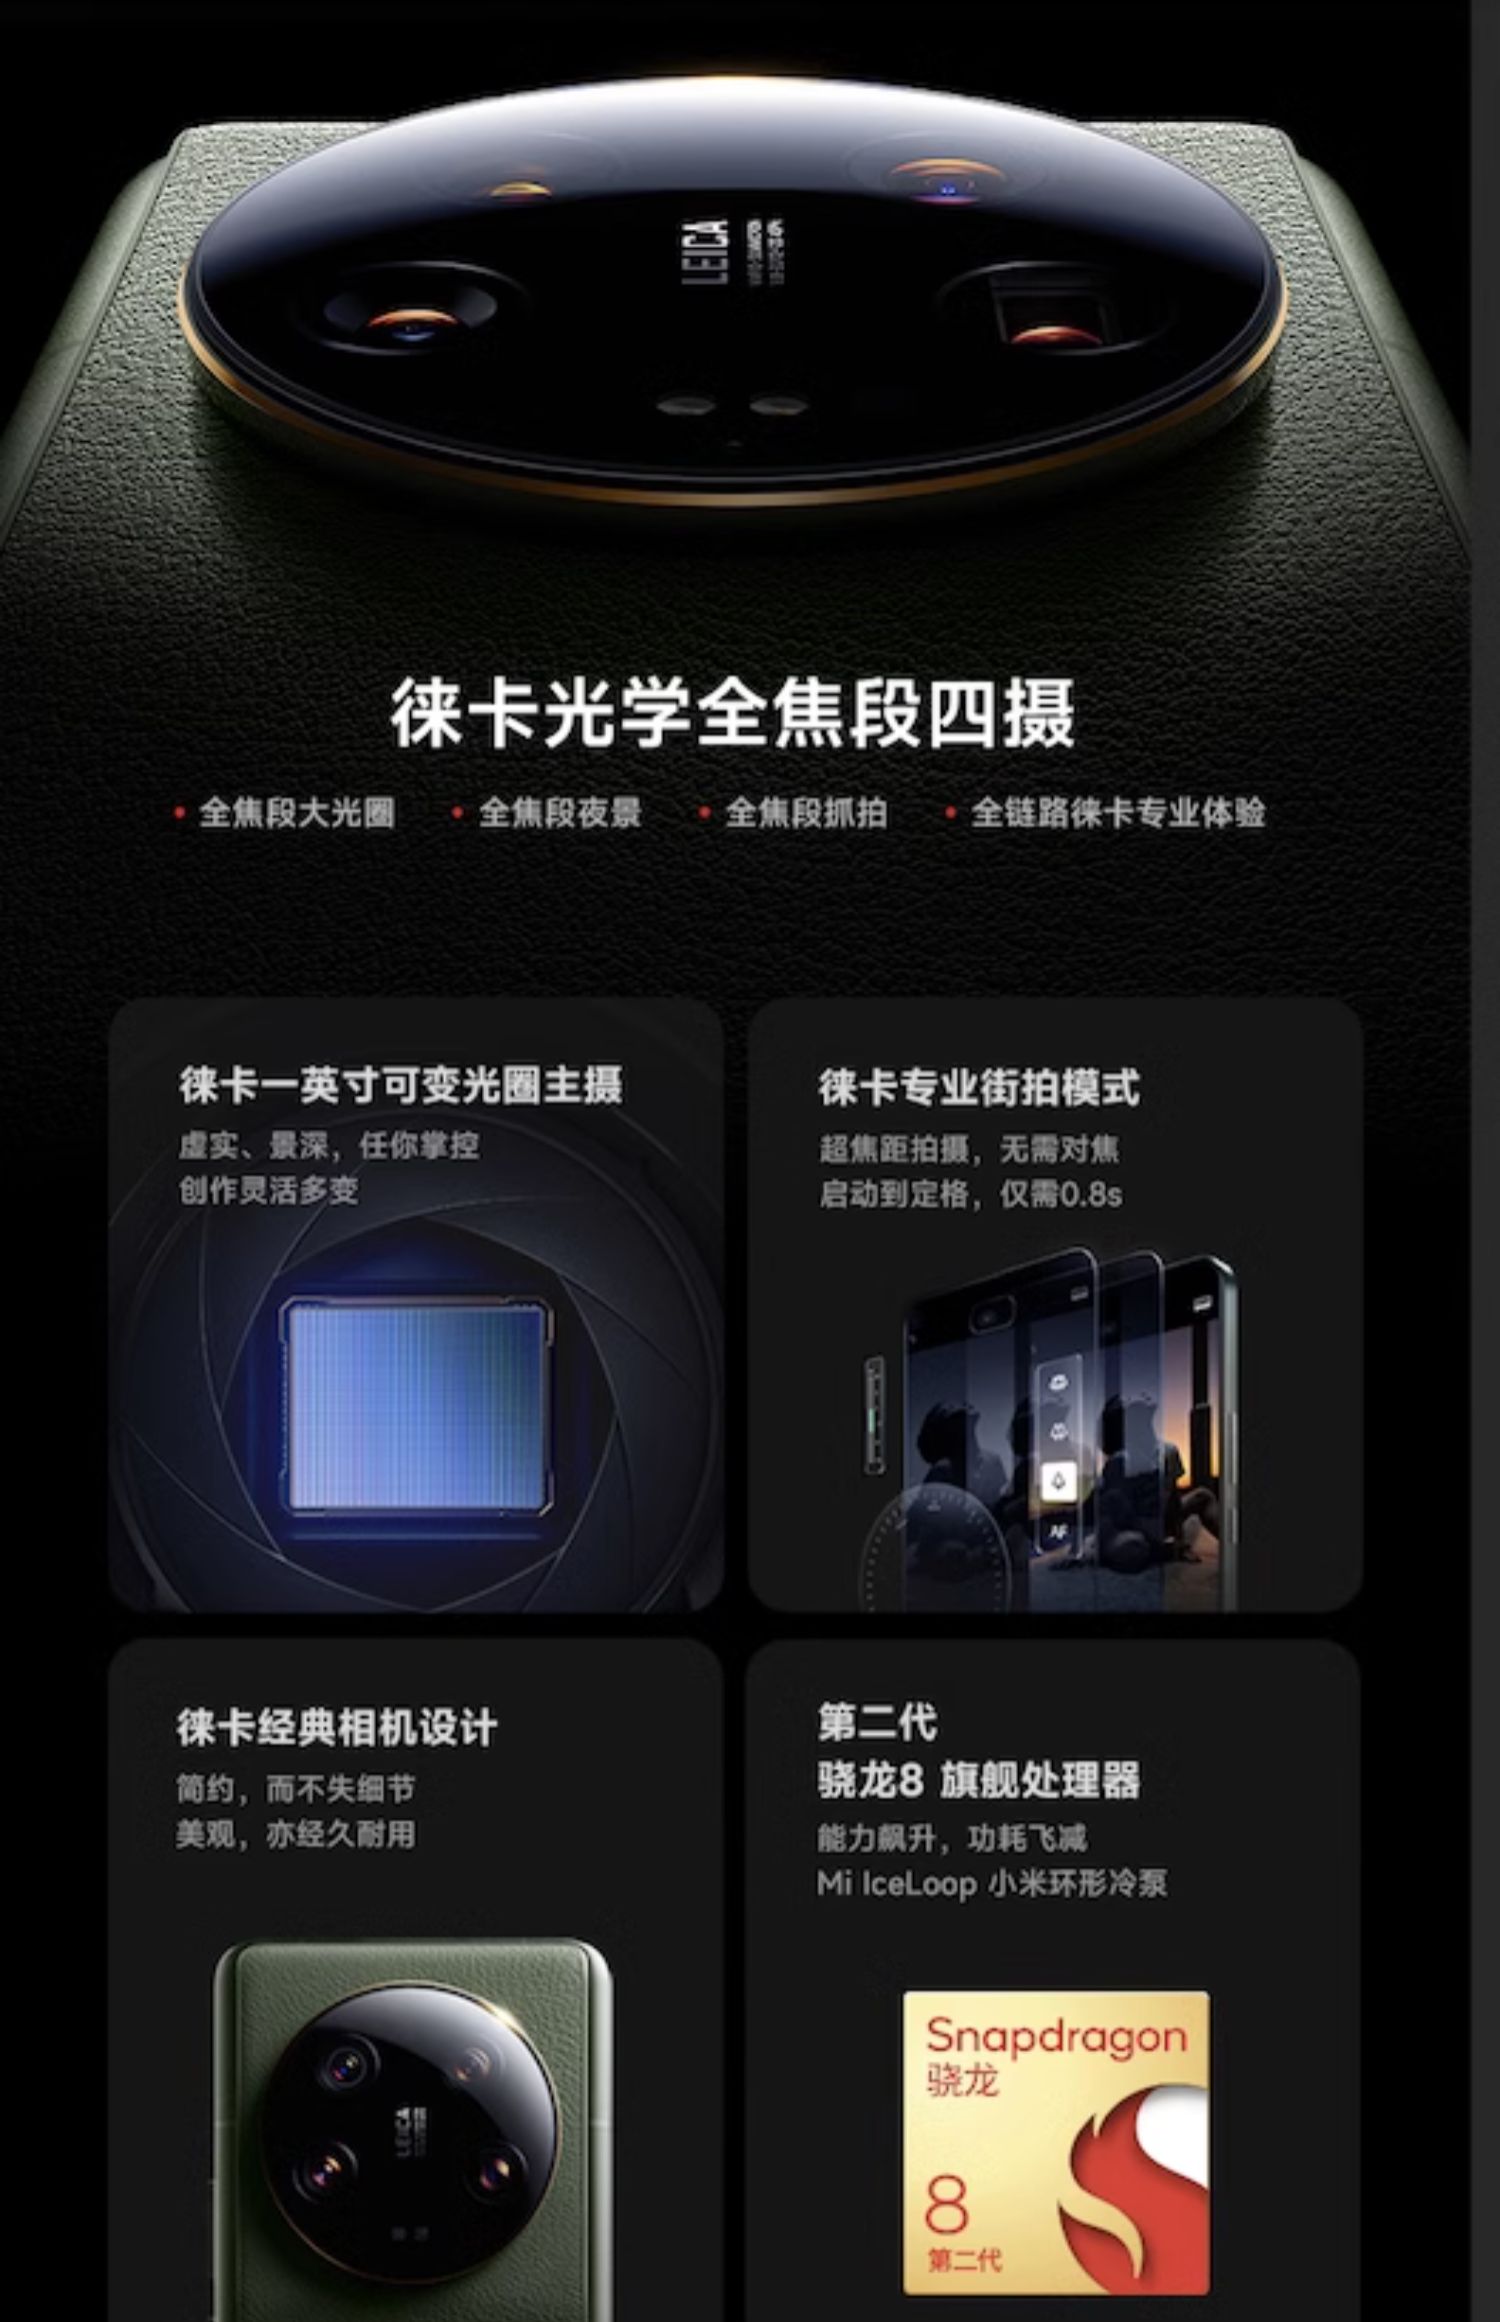 LEICA
徕卡光学全焦段四摄
• 全焦段大光圈 • 全焦段夜景 • 全焦段抓拍 • 全链路徕卡专业体验
徕卡一英寸可变光圈主摄
虚实、景深，任你掌控
创作灵活多变
徕卡专业街拍模式
超焦距拍摄，无需对焦
启动到定格，仅需0.8s
AF
徕卡经典相机设计
简约，而不失细节
美观，亦经久耐用
LEICA
第二代
骁龙8 旗舰处理器
能力飙升，功耗飞减
Mi IceLoop 小米环形冷泵
Snapdragon
骁龙
8
第二代